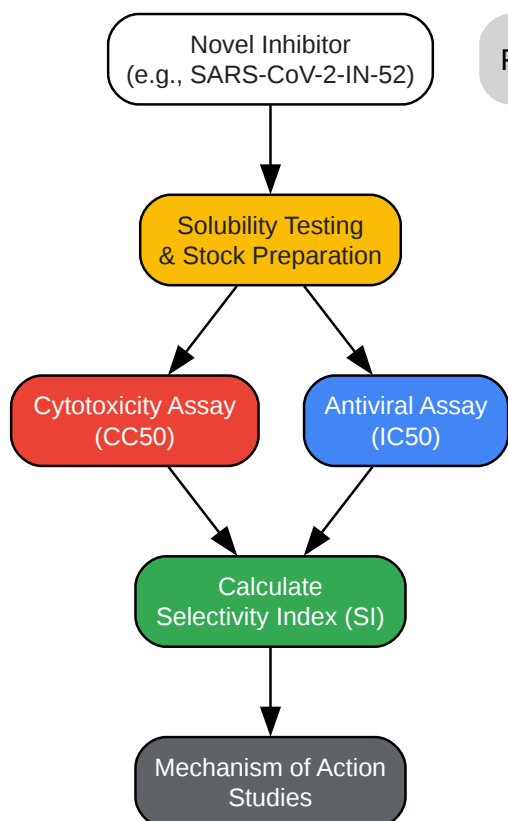 Novel Inhibitor
(e.g., SARS-CoV-2-IN-52)
Solubility Testing
& Stock Preparation
Cytotoxicity Assay
(CC50)
Antiviral Assay
(IC50)
Calculate
Selectivity Index (SI)
Mechanism of Action
Studies